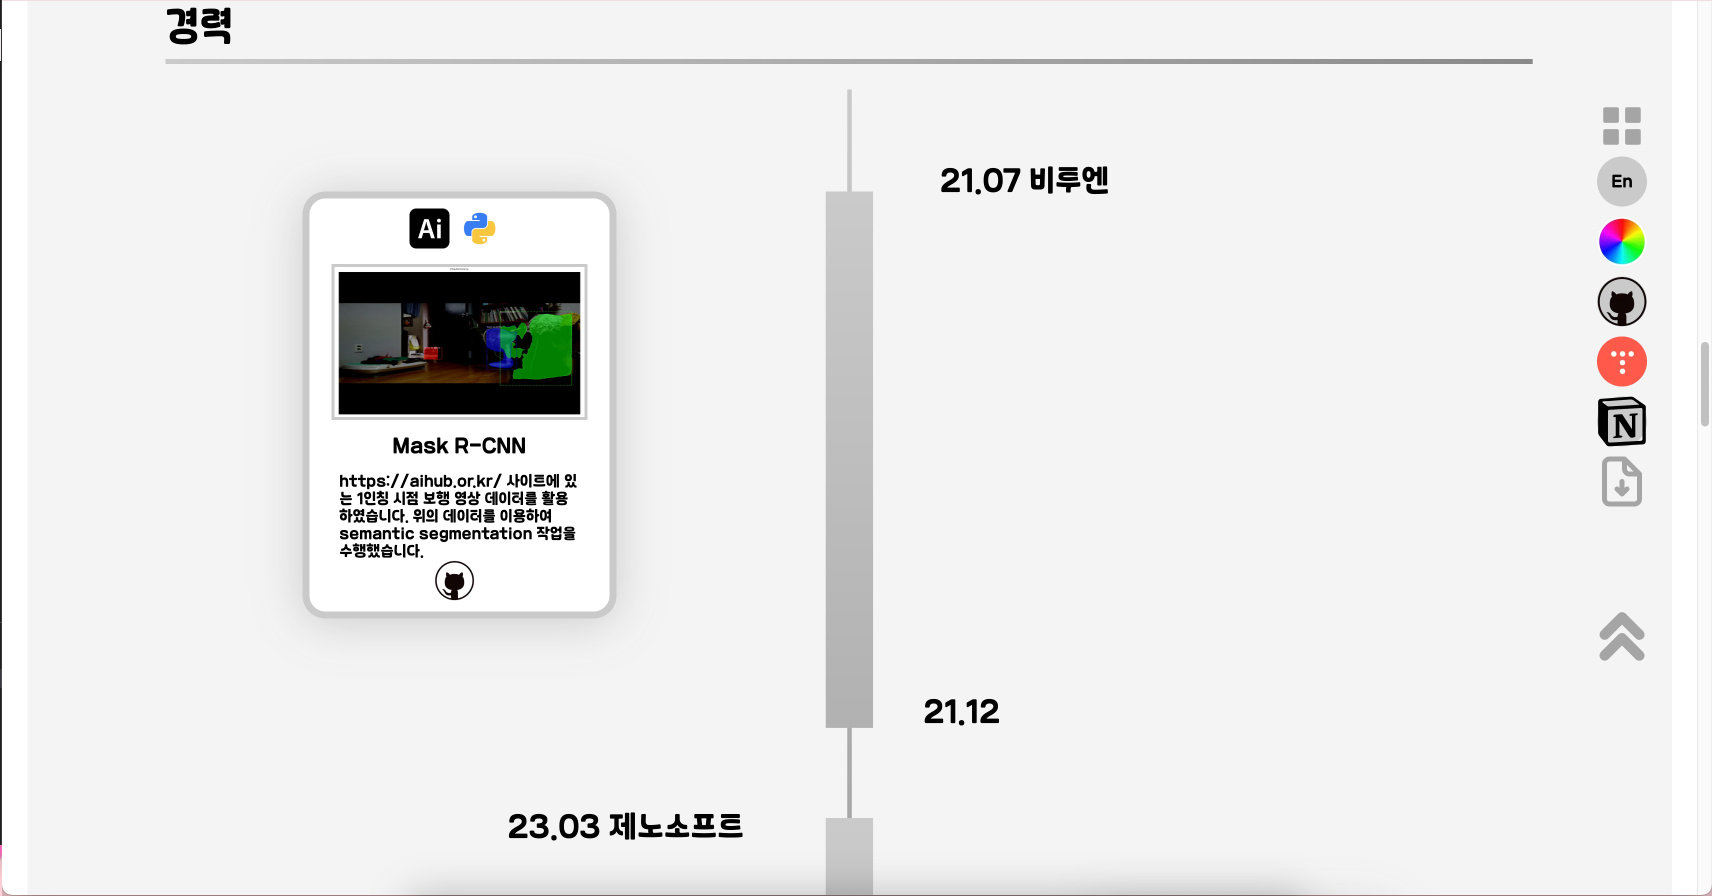 경력
21.07 비루엔
En
Ai
Mask R-CNN
https://aihub.or.kr/ 사이트에 있
는 1인칭 시점 보행 영상 데이터를 활용
하였습니다. 위의 데이터를 이용하여
semantic segmentation 작업을
수행했습니다.
N
21.12
23.03 제노소프트